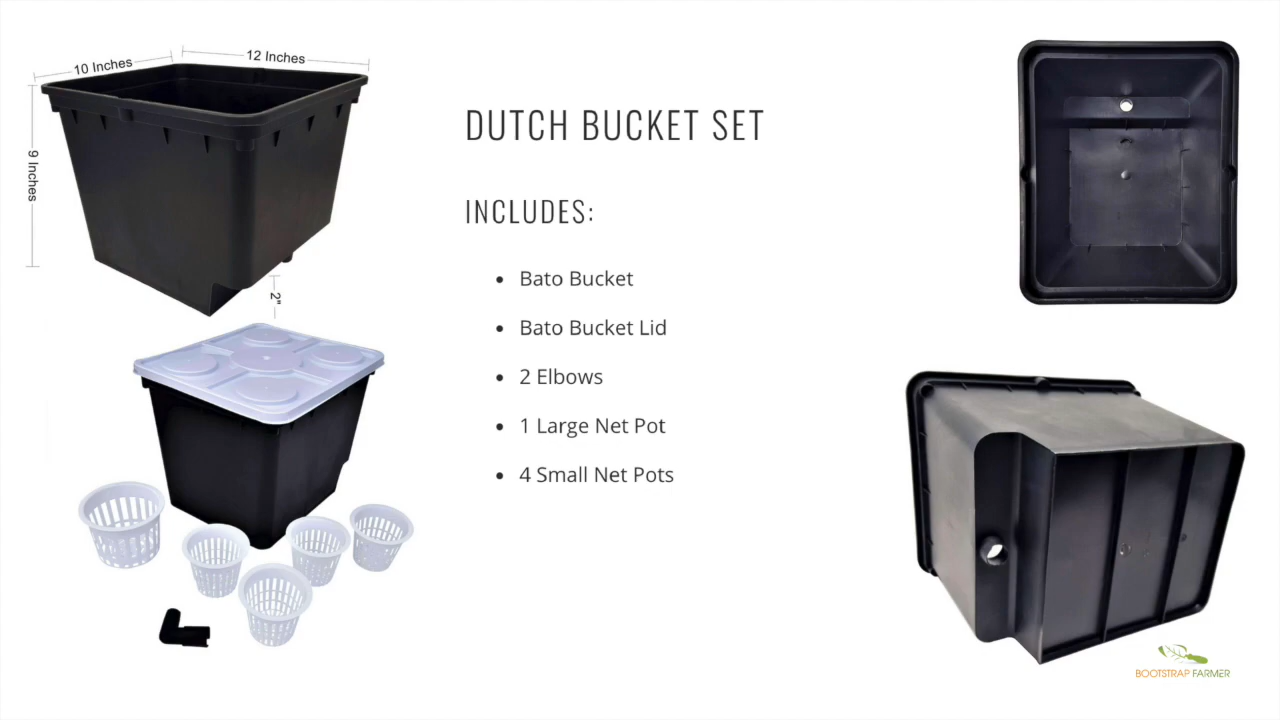 10 Inches
12 Inches
9 Inches
2"
DUTCH BUCKET SET
INCLUDES:
• Bato Bucket
• Bato Bucket Lid
• 2 Elbows
• 1 Large Net Pot
• 4 Small Net Pots
BOOTSTRAP FARMER